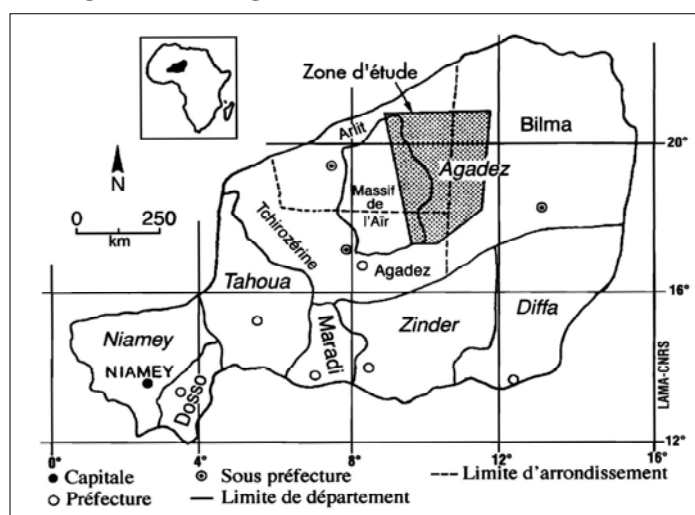 Zone d'étude
Bilma
Arlit
20°
Agadez
N
Massif
de
l'Aïr
0 250
km
Tchirozérine
Agadez
Tahoua
16°
Diffa
Zinder
Niamey
Maradi
NIAMEY
Dosso
LAMA-CNRS
12°
0° 4° 8° 12° 16°
Capitale
Sous préfecture
Limite d'arrondissement
Préfecture
Limite de département